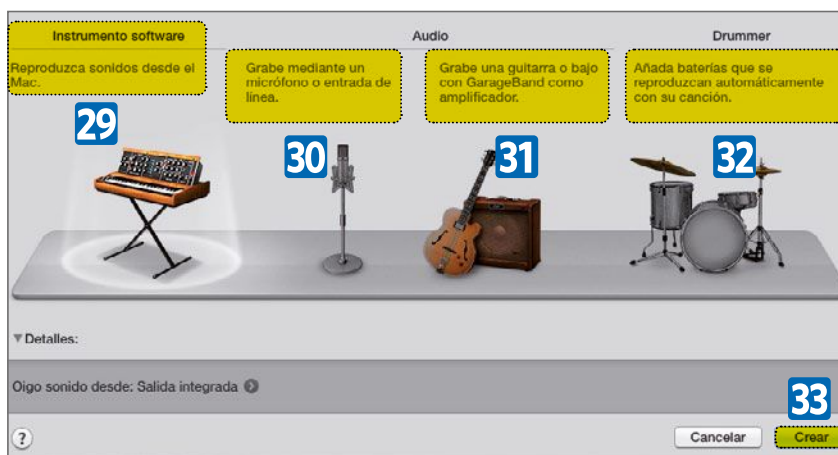 Instrumento software
Audio
Drummer
Reproduzca sonidos desde el
Mac.
29
Grabe mediante un
micrófono o entrada de
línea.
30
Grabe una guitarra o bajo
con GarageBand como
amplificador.
31
Añada baterías que se
reproduzcan automáticamente
con su canción.
32
Detalles:
Oigo sonido desde: Salida integrada
33
?
Cancelar
Crear